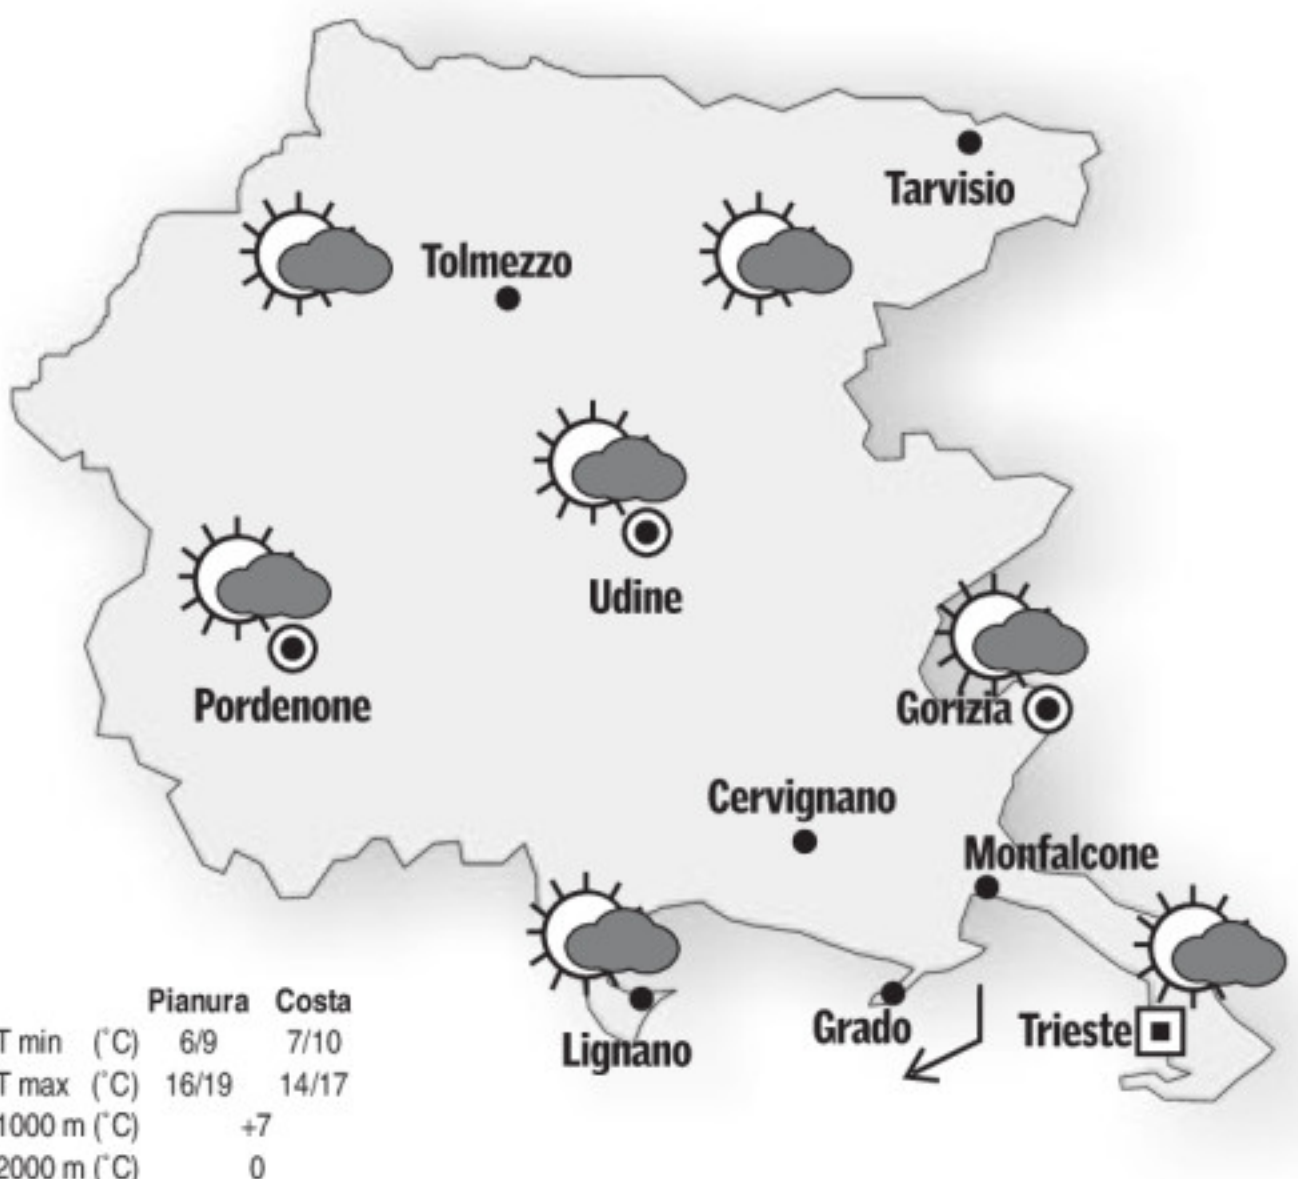 Tarvisio
Tolmezzo
Udine
Pordenone
Gorizia
Cervignano
Monfalcone
Grado
Trieste
Lignano
Pianura Costa
T min (°C) 6/9 7/10
T max (°C) 16/19 14/17
1000 m (°C) +7
2000 m (°C) 0